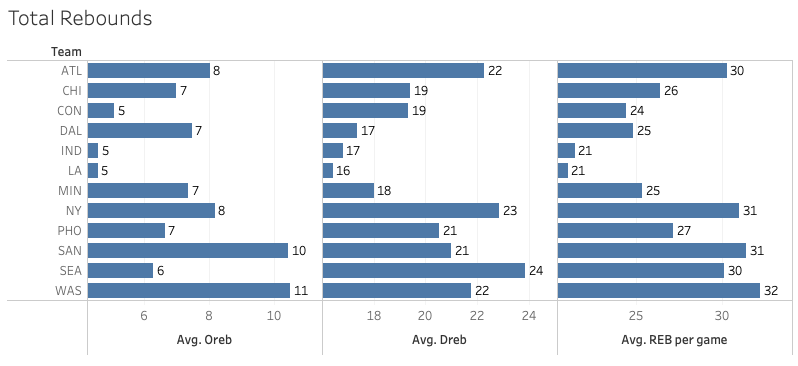 Total Rebounds
Team
ATL 8 22 30
CHI 7 19 26
CON 5 19 24
DAL 7 17 25
IND 5 17 21
LA 5 16 21
MIN 7 18 25
NY 8 23 31
PHO 7 21 27
SAN 10 21 31
SEA 6 24 30
WAS 11 22 32
6 8 10 18 20 22 24 25 30
Avg. Oreb Avg. Dreb Avg. REB per game